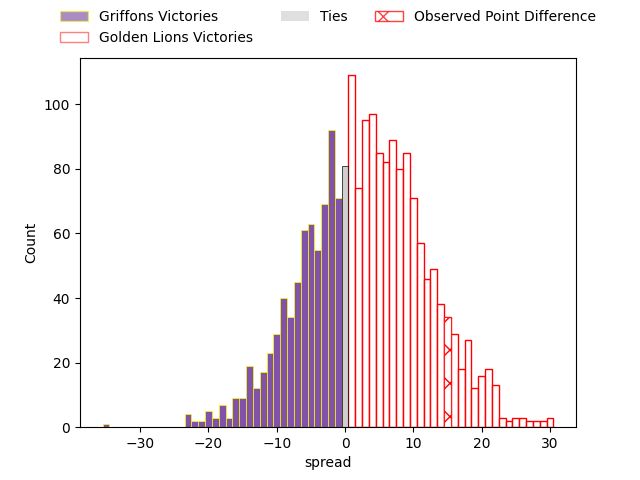 Griffons Victories
Ties
Observed Point Difference
Golden Lions Victories
100
80
60
40
20
0
Count
−30
−20
−10
0
10
20
30
spread